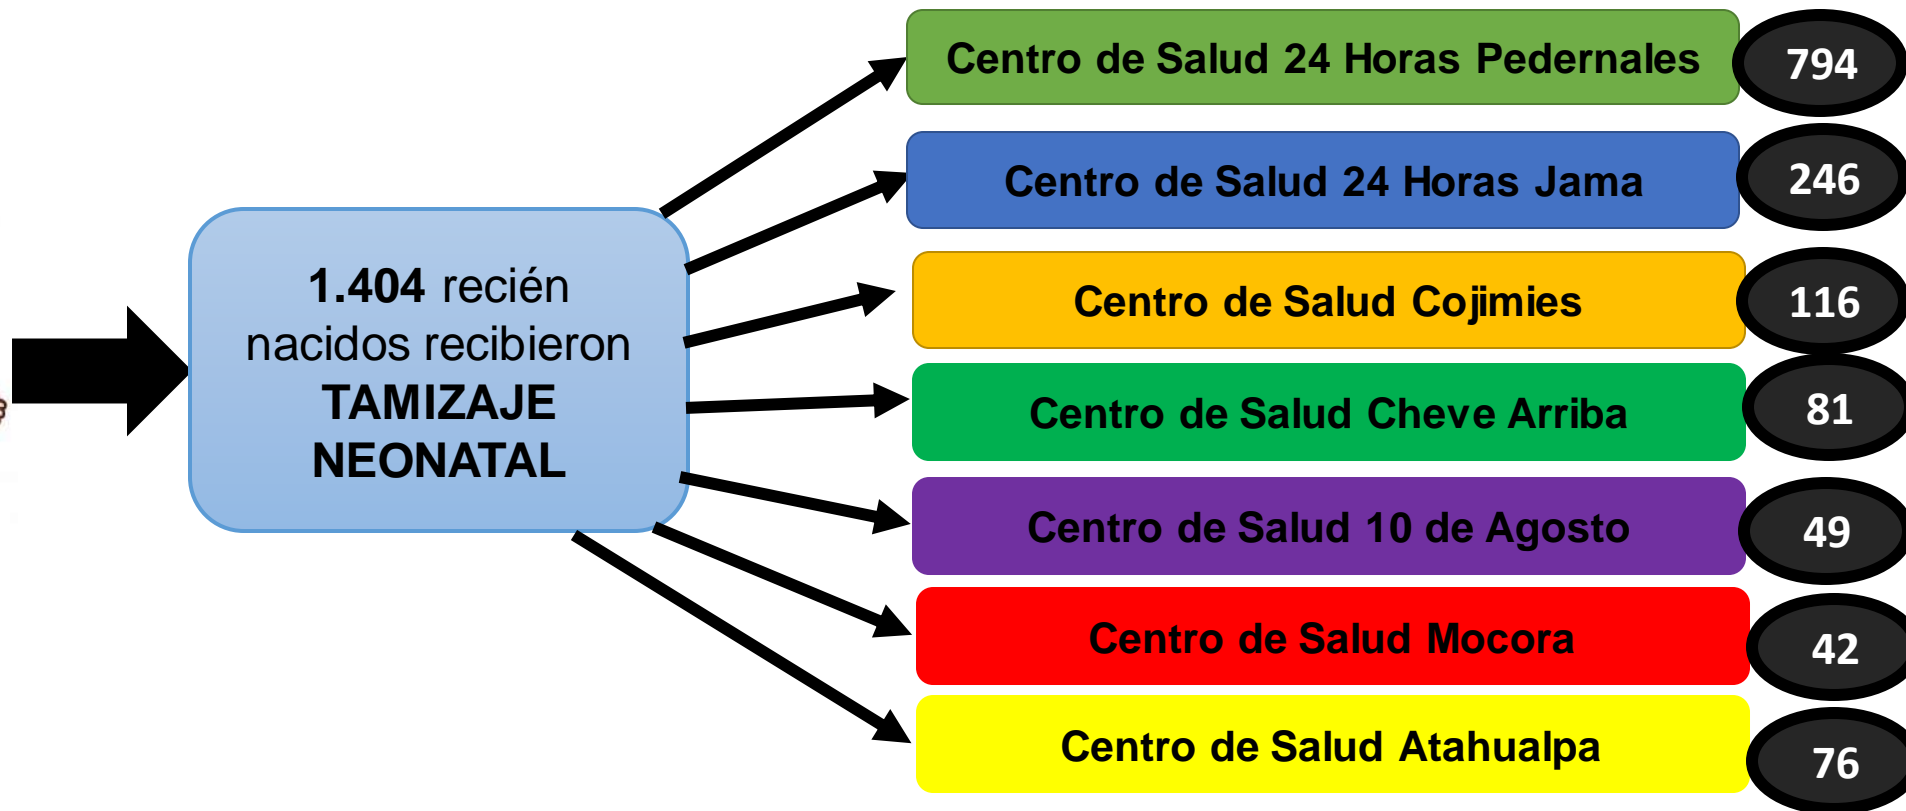 1.404 recién
nacidos recibieron
TAMIZAJE
NEONATAL
Centro de Salud 24 Horas Pedernales 794
Centro de Salud 24 Horas Jama 246
Centro de Salud Cojimies 116
Centro de Salud Cheve Arriba 81
Centro de Salud 10 de Agosto 49
Centro de Salud Mocora 42
Centro de Salud Atahualpa 76